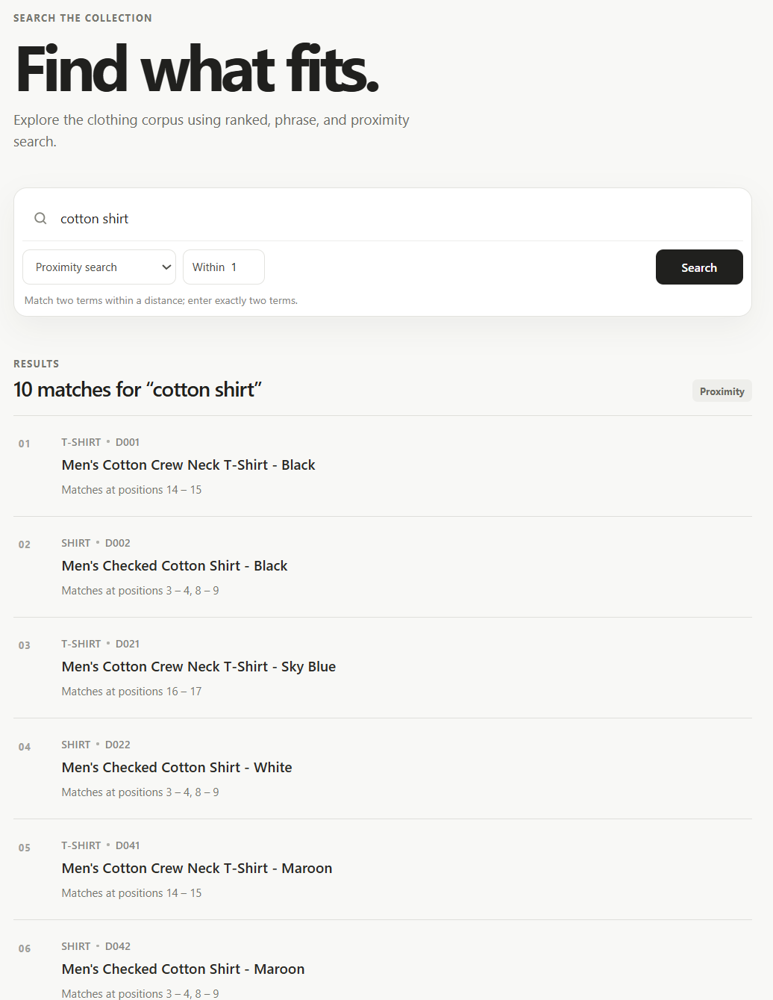 SEARCH THE COLLECTION
Find what fits.
Explore the clothing corpus using ranked, phrase, and proximity
search.
cotton shirt
Proximity search
Within 1
Search
Match two terms within a distance; enter exactly two terms.
RESULTS
10 matches for “cotton shirt”
Proximity
01
T-SHIRT • D001
Men's Cotton Crew Neck T-Shirt - Black
Matches at positions 14 – 15
02
SHIRT • D002
Men's Checked Cotton Shirt - Black
Matches at positions 3 – 4, 8 – 9
03
T-SHIRT • D021
Men's Cotton Crew Neck T-Shirt - Sky Blue
Matches at positions 16 – 17
04
SHIRT • D022
Men's Checked Cotton Shirt - White
Matches at positions 3 – 4, 8 – 9
05
T-SHIRT • D041
Men's Cotton Crew Neck T-Shirt - Maroon
Matches at positions 14 – 15
06
SHIRT • D042
Men's Checked Cotton Shirt - Maroon
Matches at positions 3 – 4, 8 – 9